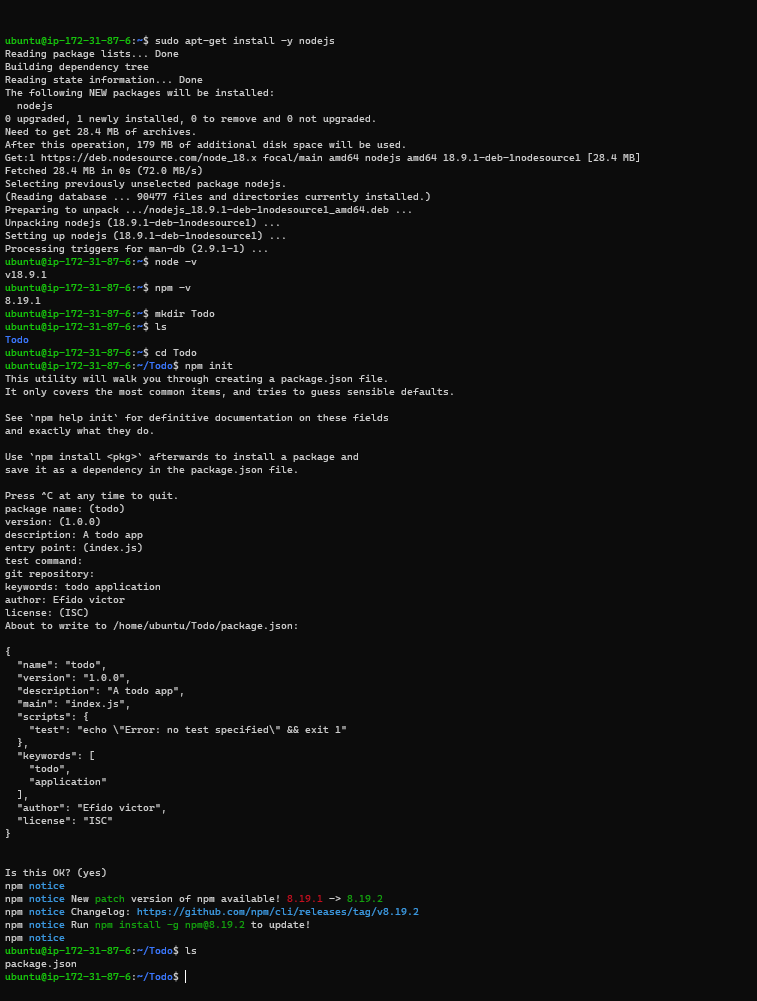 ubuntu@ip-172-31-87-6:~$ sudo apt-get install -y nodejs
Reading package lists... Done
Building dependency tree
Reading state information... Done
The following NEW packages will be installed:
  nodejs
0 upgraded, 1 newly installed, 0 to remove and 0 not upgraded.
Need to get 28.4 MB of archives.
After this operation, 179 MB of additional disk space will be used.
Get:1 https://deb.nodesource.com/node_18.x focal/main amd64 nodejs amd64 18.9.1-deb-1nodesource1 [28.4 MB]
Fetched 28.4 MB in 0s (72.0 MB/s)
Selecting previously unselected package nodejs.
(Reading database ... 90477 files and directories currently installed.)
Preparing to unpack .../nodejs_18.9.1-deb-1nodesource1_amd64.deb ...
Unpacking nodejs (18.9.1-deb-1nodesource1) ...
Setting up nodejs (18.9.1-deb-1nodesource1) ...
Processing triggers for man-db (2.9.1-1) ...
ubuntu@ip-172-31-87-6:~$ node -v
v18.9.1
ubuntu@ip-172-31-87-6:~$ npm -v
8.19.1
ubuntu@ip-172-31-87-6:~$ mkdir Todo
ubuntu@ip-172-31-87-6:~$ ls
Todo
ubuntu@ip-172-31-87-6:~$ cd Todo
ubuntu@ip-172-31-87-6:~/Todo$ npm init
This utility will walk you through creating a package.json file.
It only covers the most common items, and tries to guess sensible defaults.

See `npm help init` for definitive documentation on these fields
and exactly what they do.

Use `npm install <pkg>` afterwards to install a package and
save it as a dependency in the package.json file.

Press ^C at any time to quit.
package name: (todo)
version: (1.0.0)
description: A todo app
entry point: (index.js)
test command:
git repository:
keywords: todo application
author: Efido victor
license: (ISC)
About to write to /home/ubuntu/Todo/package.json:

{
  "name": "todo",
  "version": "1.0.0",
  "description": "A todo app",
  "main": "index.js",
  "scripts": {
    "test": "echo \"Error: no test specified\" && exit 1"
  },
  "keywords": [
    "todo",
    "application"
  ],
  "author": "Efido victor",
  "license": "ISC"
}

Is this OK? (yes)
npm notice
npm notice New patch version of npm available! 8.19.1 -> 8.19.2
npm notice Changelog: https://github.com/npm/cli/releases/tag/v8.19.2
npm notice Run npm install -g npm@8.19.2 to update!
npm notice
ubuntu@ip-172-31-87-6:~/Todo$ ls
package.json
ubuntu@ip-172-31-87-6:~/Todo$